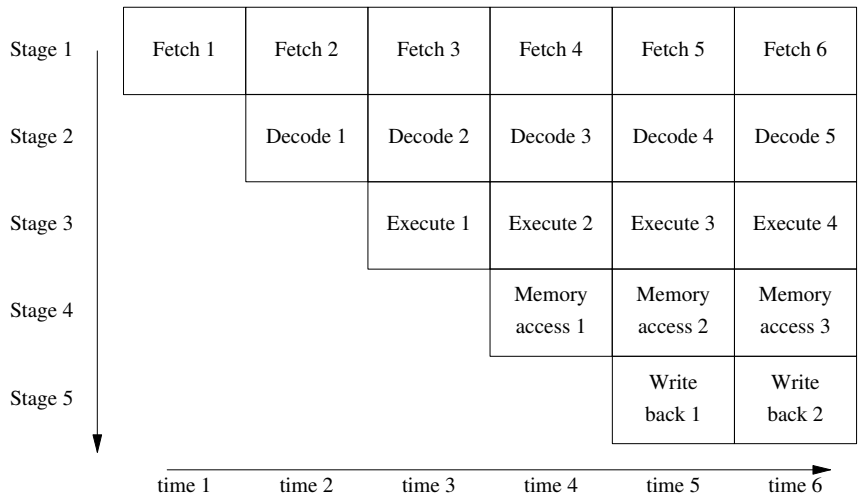 Stage 1
Fetch 1
Fetch 2
Fetch 3
Fetch 4
Fetch 5
Fetch 6
Stage 2
Decode 1
Decode 2
Decode 3
Decode 4
Decode 5
Stage 3
Execute 1
Execute 2
Execute 3
Execute 4
Stage 4
Memory
access 1
Memory
access 2
Memory
access 3
Stage 5
Write
back 1
Write
back 2
time 1
time 2
time 3
time 4
time 5
time 6